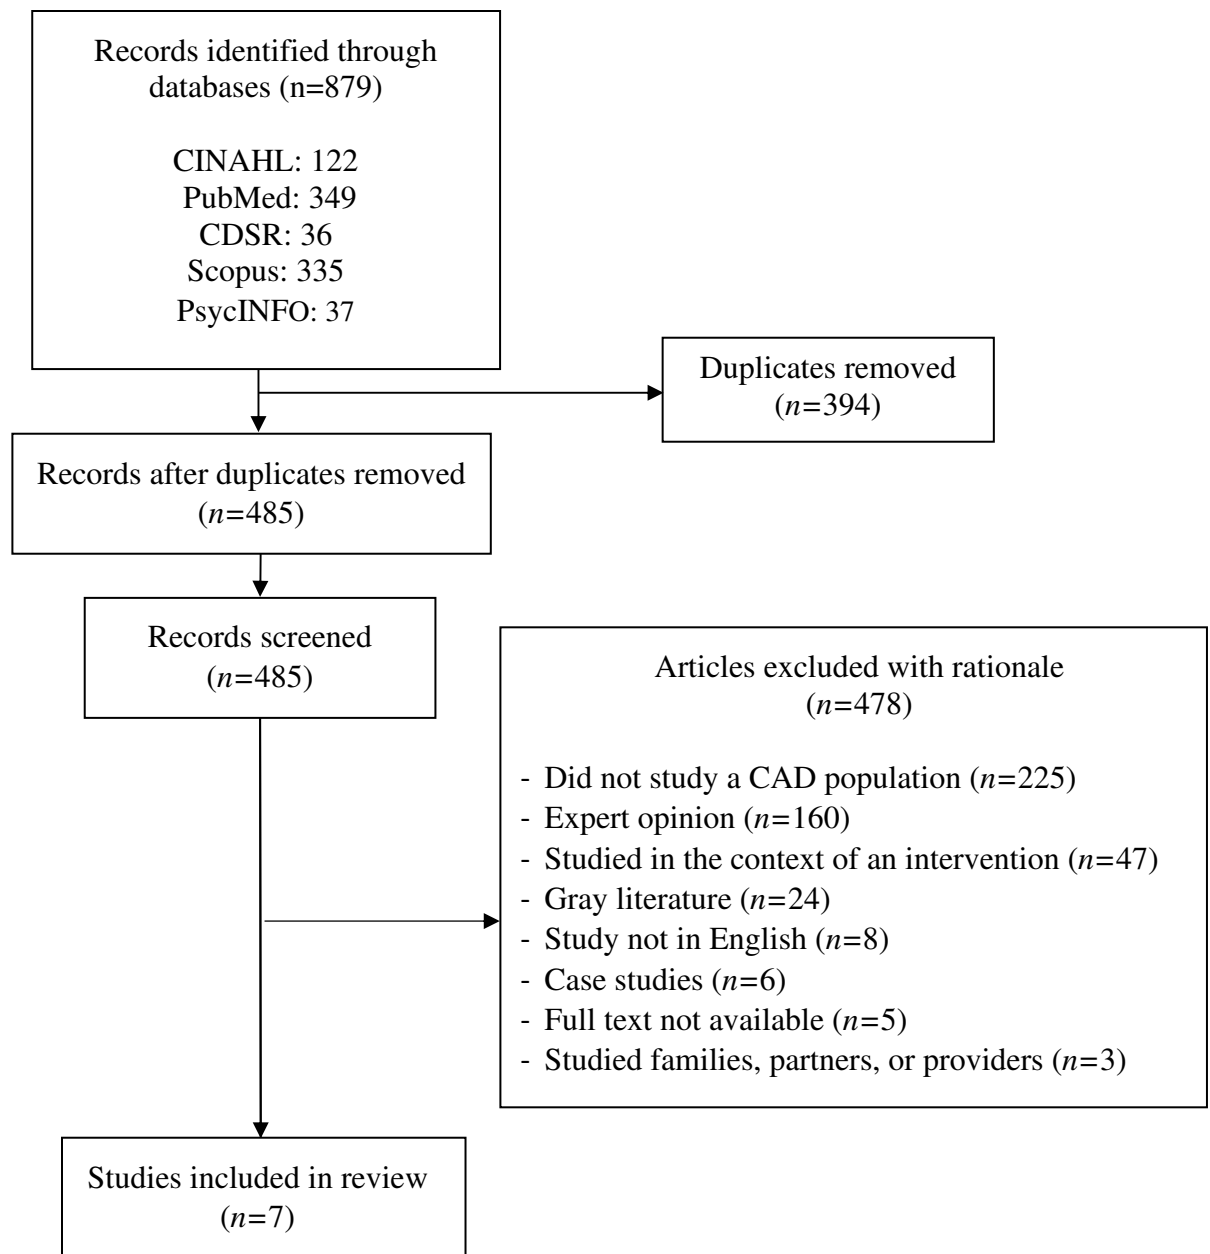 Records identified through
databases (n=879)
CINAHL: 122
PubMed: 349
CDSR: 36
Scopus: 335
PsycINFO: 37
Duplicates removed
(n=394)
Records after duplicates removed
(n=485)
Records screened
(n=485)
Articles excluded with rationale
(n=478)
- Did not study a CAD population (n=225)
- Expert opinion (n=160)
- Studied in the context of an intervention (n=47)
- Gray literature (n=24)
- Study not in English (n=8)
- Case studies (n=6)
- Full text not available (n=5)
- Studied families, partners, or providers (n=3)
Studies included in review
(n=7)